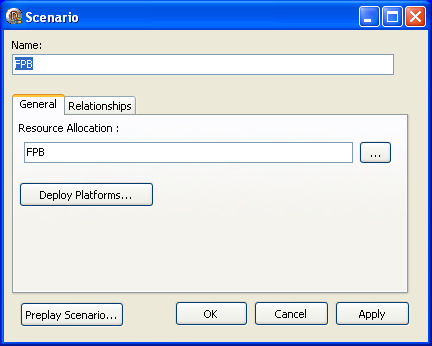 Scenario
Name:
FPB
General Relationships
Resource Allocation :
FPB ...
Deploy Platforms...
Preplay Scenario... OK Cancel Apply